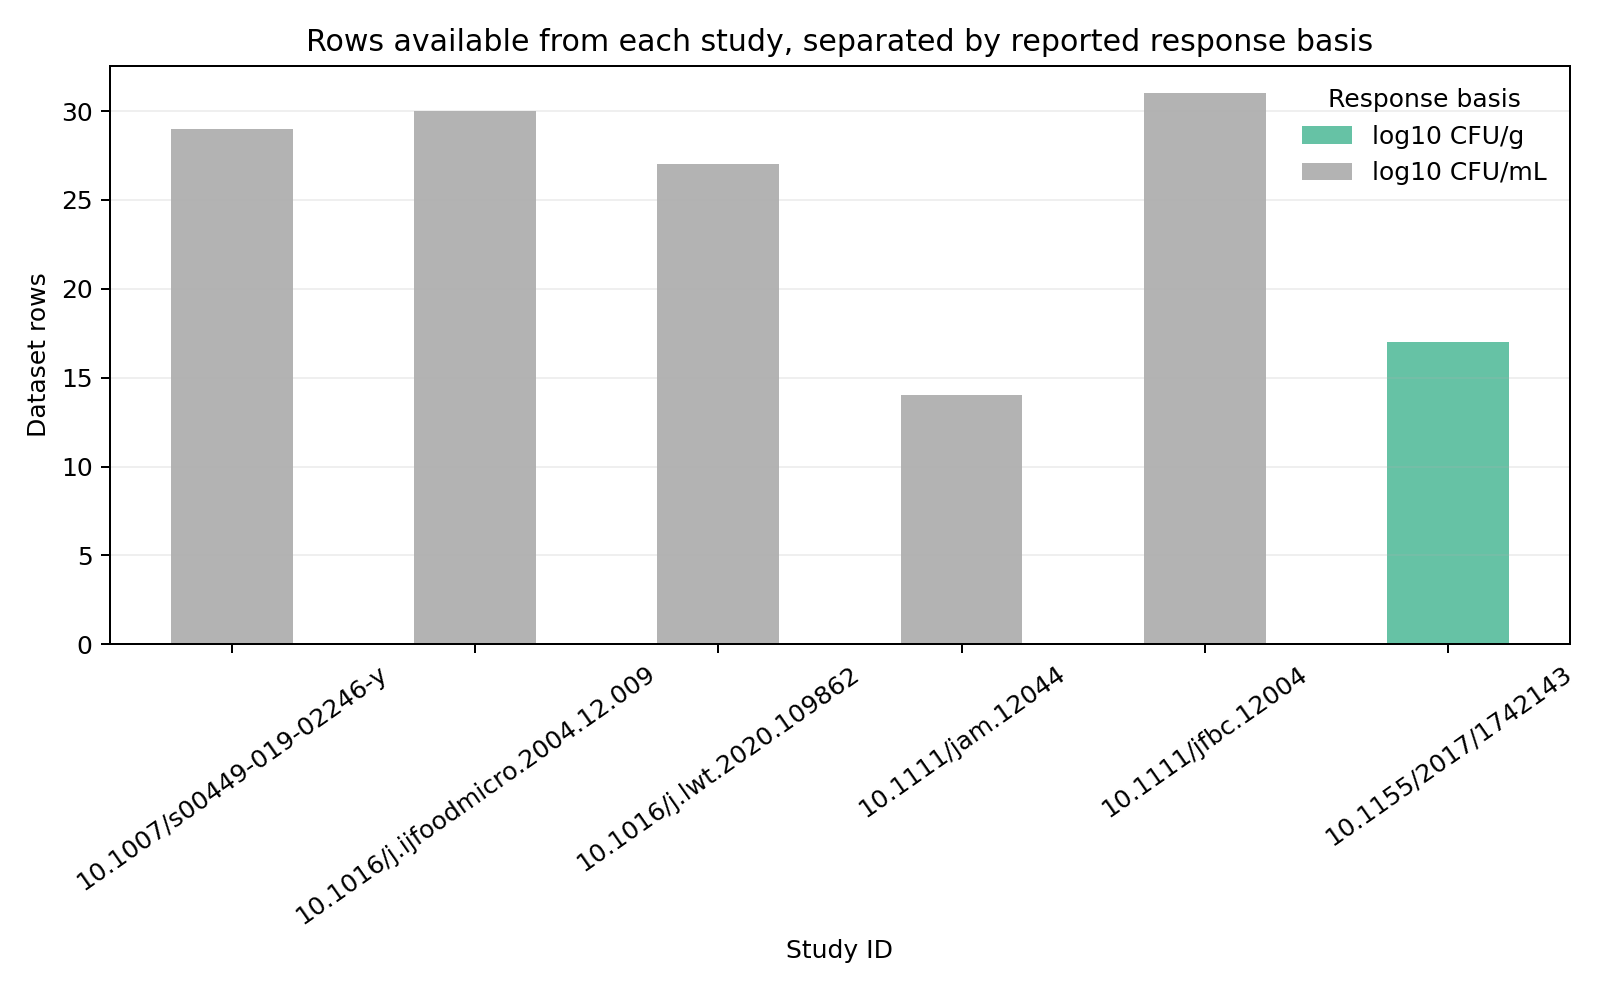 Rows available from each study, separated by reported response basis
Response basis
log10 CFU/g
log10 CFU/mL
Dataset rows
30
25
20
15
10
5
0
10.1007/s00449-019-02246-y
10.1016/j.ijfoodmicro.2004.12.009
10.1016/j.lwt.2020.109862
10.1111/jam.12044
10.1111/jfbc.12004
10.1155/2017/1742143
Study ID